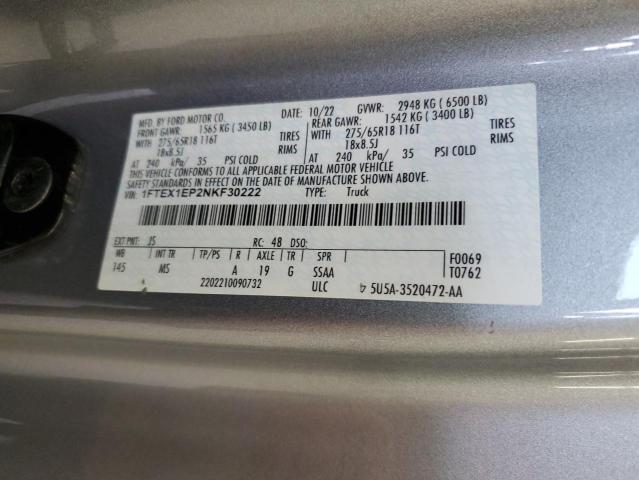 MFD. BY FORD MOTOR CO.
DATE: 10/22 GVWR: 2948 KG ( 6500 LB)
FRONT GAWR: 1565 KG ( 3450 LB)
REAR GAWR: 1542 KG ( 3400 LB)
WITH 275/65R18 116T TIRES
WITH 275/65R18 116T TIRES
18x8.5J RIMS
18x8.5J RIMS
AT 240 kPa/ 35 PSI COLD
AT 240 kPa/ 35 PSI COLD
THIS VEHICLE CONFORMS TO ALL APPLICABLE FEDERAL MOTOR VEHICLE
SAFETY STANDARDS IN EFFECT ON THE DATE OF MANUFACTURE SHOWN ABOVE.
VIN: 1FTEX1EP2NKF30222 TYPE: Truck
EXT PNT: JS RC: 48 DSO: F0069
WB INT TR TP/PS R AXLE TR SPR T0762
145 MS A 19 G SSAA
2202210090732 ULC 5U5A-3520472-AA